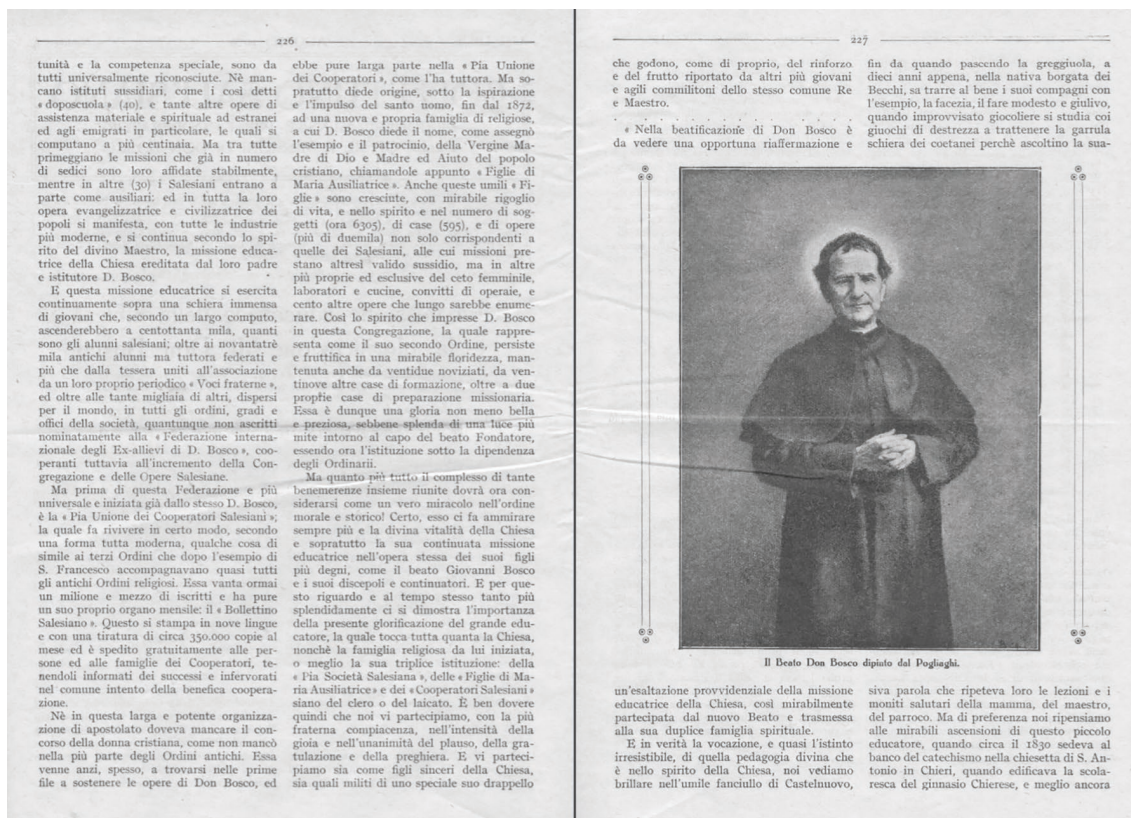 226
tunità e la competenza speciale, sono da
tutti universalmente riconosciute. Nè man-
cano istituti sussidiari, come i così detti
« doposcuola » (40), e tante altre opere di
assistenza materiale e spirituale ad estranei
ed agli emigrati in particolare, le quali si
computano a più centinaia. Ma tra tutte
primeggiano le missioni che già in numero
di sedici sono loro affidate stabilmente,
mentre in altre (30) i Salesiani entrano a
parte come ausiliari: ed in tutta la loro
opera evangelizzatrice e civilizzatrice dei
popoli si manifesta, con tutte le industrie
più moderne, e si continua secondo lo spi-
rito del divino Maestro, la missione educa-
trice della Chiesa ereditata dal loro padre
e istitutore D. Bosco.
E questa missione educatrice si esercita
continuamente sopra una schiera immensa
di giovani che, secondo un largo computo,
ascenderebbero a centottanta mila, quanti
sono gli alunni salesiani; oltre ai novantatrè
mila antichi alunni ma tuttora federati e
più che dalla tessera uniti all'associazione
da un loro proprio periodico « Voci fraterne »,
ed oltre alle tante migliaia di altri, dispersi
per il mondo, in tutti gli ordini, gradi e
offici della società, quantunque non ascritti
nominatamente alla « Federazione interna-
zionale degli Ex-allievi di D. Bosco », coo-
peranti tuttavia all'incremento della Con-
gregazione e delle Opere Salesiane.
Ma prima di questa Federazione e più
universale e iniziata già dallo stesso D. Bosco,
è la « Pia Unione dei Cooperatori Salesiani »;
la quale fa rivivere in certo modo, secondo
una forma tutta moderna, qualche cosa di
simile ai terzi Ordini che dopo l'esempio di
S. Francesco accompagnavano quasi tutti
gli antichi Ordini religiosi. Essa vanta ormai
un milione e mezzo di iscritti e ha pure
un suo proprio organo mensile: il « Bollettino
Salesiano ». Questo si stampa in nove lingue
e con una tiratura di circa 350.000 copie al
mese ed è spedito gratuitamente alle per-
sone ed alle famiglie dei Cooperatori, te-
nendoli informati dei successi e infervorati
nel comune intento della benefica coopera-
zione.
Nè in questa larga e potente organizza-
zione di apostolato doveva mancare il con-
corso della donna cristiana, come non mancò
nella più parte degli Ordini antichi. Essa
venne anzi, spesso, a trovarsi nelle prime
file a sostenere le opere di Don Bosco, ed
ebbe pure larga parte nella « Pia Unione
dei Cooperatori », come l'ha tuttora. Ma so-
pratutto diede origine, sotto la ispirazione
e l'impulso del santo uomo, fin dal 1872,
ad una nuova e propria famiglia di religiose,
a cui D. Bosco diede il nome, come assegnò
l'esempio e il patrocinio, della Vergine Ma-
dre di Dio e Madre ed Aiuto del popolo
cristiano, chiamandole appunto « Figlie di
Maria Ausiliatrice ». Anche queste umili « Fi-
glie » sono cresciute, con mirabile rigoglio
di vita, e nello spirito e nel numero di sog-
getti (ora 6305), di case (595), e di opere
(più di duemila) non solo corrispondenti a
quelle dei Salesiani, alle cui missioni pre-
stano altresì valido sussidio, ma in altre
più proprie ed esclusive del ceto femminile,
laboratori e cucine, convitti di operaie, e
cento altre opere che lungo sarebbe enume-
rare. Così lo spirito che impresse D. Bosco
in questa Congregazione, la quale rappre-
senta come il suo secondo Ordine, persiste
e fruttifica in una mirabile floridezza, man-
tenuta anche da ventidue noviziati, da ven-
tinove altre case di formazione, oltre a due
proprie case di preparazione missionaria.
Essa è dunque una gloria non meno bella
e preziosa, sebbene splenda di una luce più
mite intorno al capo del beato Fondatore,
essendo ora l'istituzione sotto la dipendenza
degli Ordinarii.
Ma quanto più tutto il complesso di tante
benemerenze insieme riunite dovrà ora con-
siderarsi come un vero miracolo nell'ordine
morale e storico! Certo, esso ci fa ammirare
sempre più e la divina vitalità della Chiesa
e sopratutto la sua continuata missione
educatrice nell'opera stessa dei suoi figli
più degni, come il beato Giovanni Bosco
e i suoi discepoli e continuatori. E per que-
sto riguardo e al tempo stesso tanto più
splendidamente ci si dimostra l'importanza
della presente glorificazione del grande edu-
catore, la quale tocca tutta quanta la Chiesa,
nonchè la famiglia religiosa da lui iniziata,
o meglio la sua triplice istituzione: della
« Pia Società Salesiana », delle « Figlie di Ma-
ria Ausiliatrice » e dei « Cooperatori Salesiani »
siano del clero o del laicato. È ben dovere
quindi che noi vi partecipiamo, con la più
fraterna compiacenza, nell'intensità della
gioia e nell'unanimità del plauso, della gra-
tulazione e della preghiera. E vi parteci-
piamo sia come figli sinceri della Chiesa,
sia quali militi di uno speciale suo drappello
227
che godono, come di proprio, del rinforzo
e del frutto riportato da altri più giovani
e agili commilitoni dello stesso comune Re
e Maestro.
. . . . . . . . . . . . . .
« Nella beatificazione di Don Bosco è
da vedere una opportuna riaffermazione e
fin da quando pascendo la greggiuola, a
dieci anni appena, nella nativa borgata dei
Becchi, sa trarre al bene i suoi compagni con
l'esempio, la facezia, il fare modesto e giulivo,
quando improvvisato giocoliere si studia coi
giuochi di destrezza a trattenere la garrula
schiera dei coetanei perchè ascoltino la sua-
Il Beato Don Bosco dipinto dal Pogliaghi.
un'esaltazione provvidenziale della missione
educatrice della Chiesa, così mirabilmente
partecipata dal nuovo Beato e trasmessa
alla sua duplice famiglia spirituale.
E in verità la vocazione, e quasi l'istinto
irresistibile, di quella pedagogia divina che
è nello spirito della Chiesa, noi vediamo
brillare nell'umile fanciullo di Castelnuovo,
siva parola che ripeteva loro le lezioni e i
moniti salutari della mamma, del maestro,
del parroco. Ma di preferenza noi ripensiamo
alle mirabili ascensioni di questo piccolo
educatore, quando circa il 1830 sedeva al
banco del catechismo nella chiesetta di S. An-
tonio in Chieri, quando edificava la scola-
resca del ginnasio Chierese, e meglio ancora